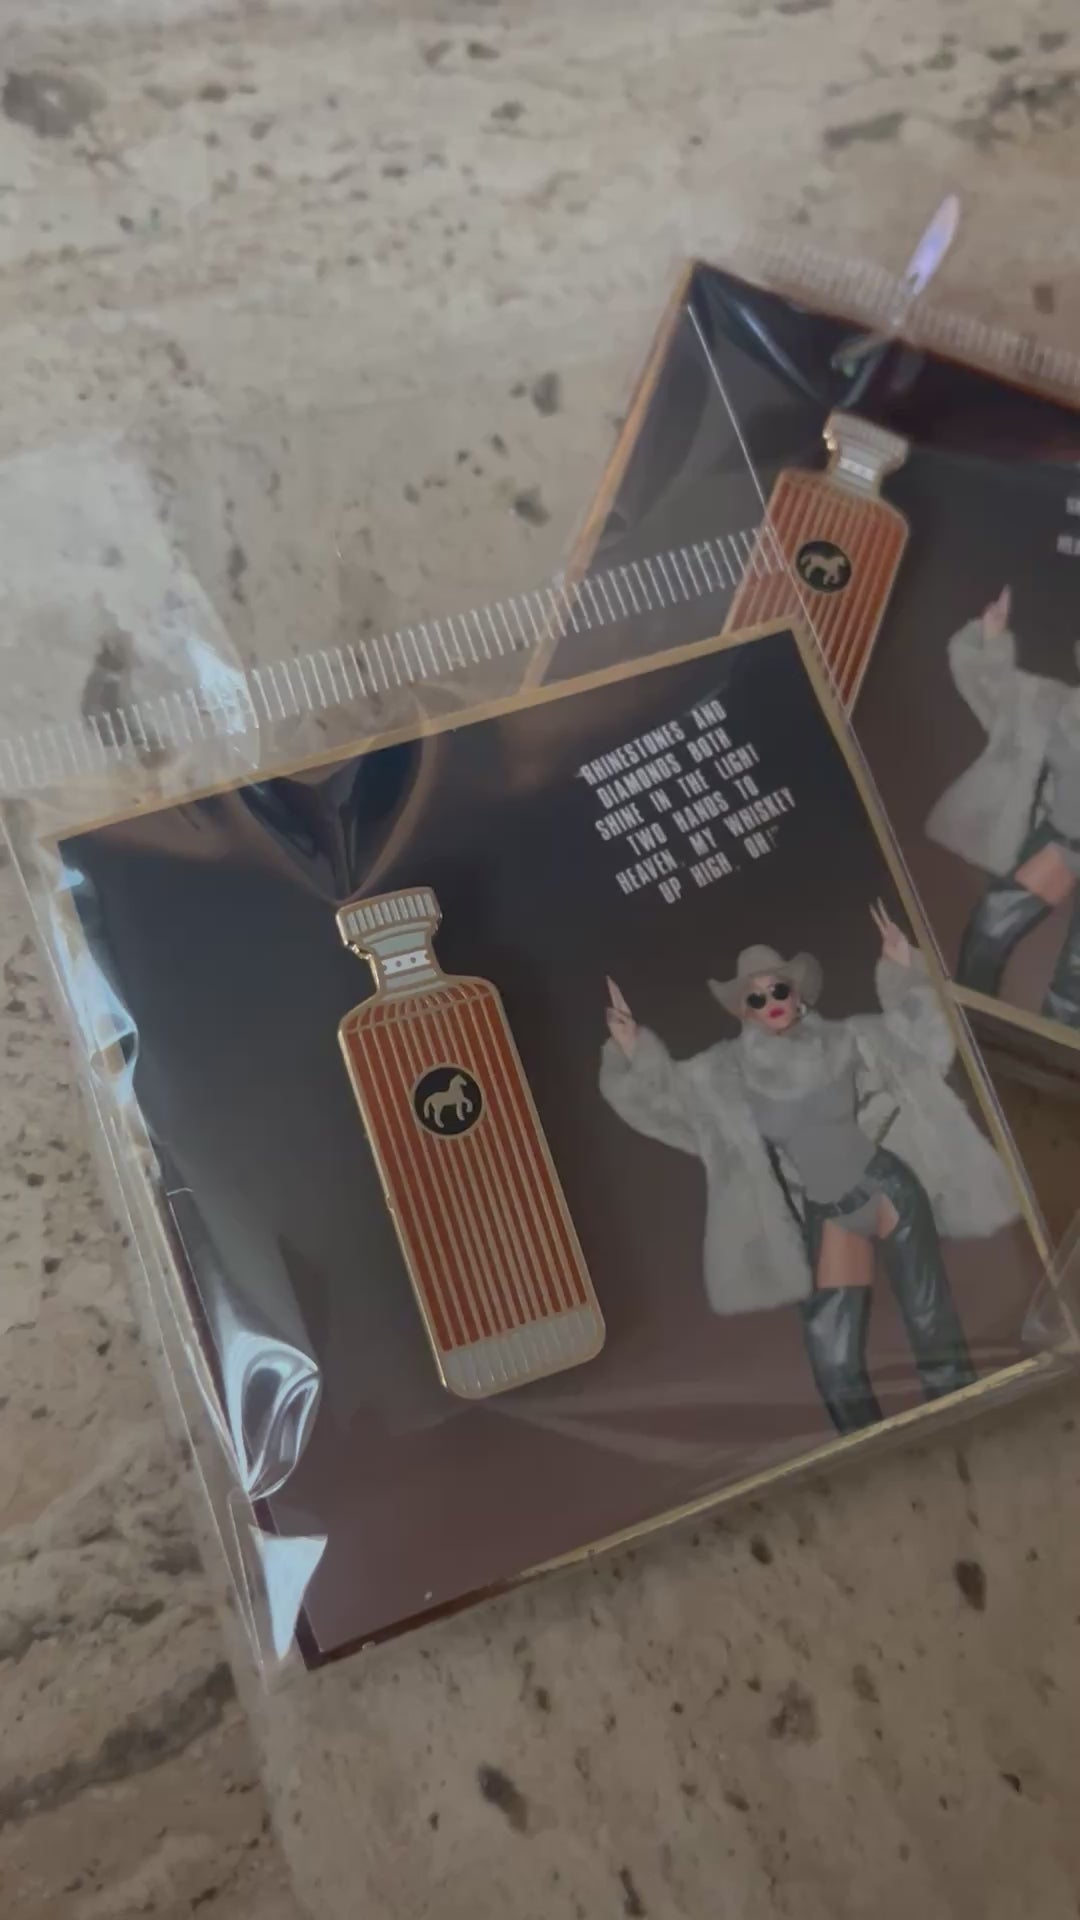 "RHINESTONES AND
DIAMONDS BOTH
SHINE IN THE LIGHT
TWO HANDS TO
HEAVEN, MY WHISKEY
UP HIGH, OH!"